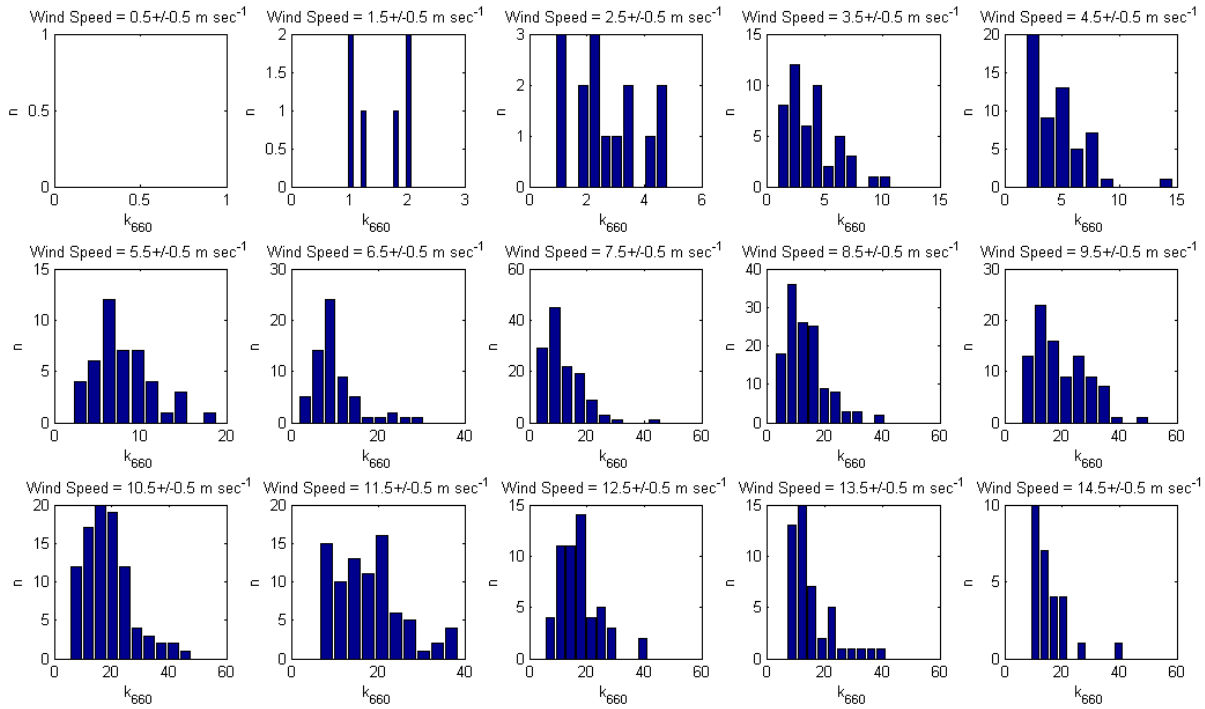 Wind Speed = 0.5+/-0.5 m sec⁻¹
1
0.5
0
n
0 0.5 1
k₆₆₀
Wind Speed = 1.5+/-0.5 m sec⁻¹
2
1.5
1
0.5
0
n
0 1 2 3
k₆₆₀
Wind Speed = 2.5+/-0.5 m sec⁻¹
3
2
1
0
n
0 2 4 6
k₆₆₀
Wind Speed = 3.5+/-0.5 m sec⁻¹
15
10
5
0
n
0 5 10 15
k₆₆₀
Wind Speed = 4.5+/-0.5 m sec⁻¹
20
15
10
5
0
n
0 5 10 15
k₆₆₀
Wind Speed = 5.5+/-0.5 m sec⁻¹
15
10
5
0
n
0 10 20
k₆₆₀
Wind Speed = 6.5+/-0.5 m sec⁻¹
30
20
10
0
n
0 20 40
k₆₆₀
Wind Speed = 7.5+/-0.5 m sec⁻¹
60
40
20
0
n
0 20 40 60
k₆₆₀
Wind Speed = 8.5+/-0.5 m sec⁻¹
40
30
20
10
0
n
0 20 40 60
k₆₆₀
Wind Speed = 9.5+/-0.5 m sec⁻¹
30
20
10
0
n
0 20 40 60
k₆₆₀
Wind Speed = 10.5+/-0.5 m sec⁻¹
20
15
10
5
0
n
0 20 40 60
k₆₆₀
Wind Speed = 11.5+/-0.5 m sec⁻¹
20
15
10
5
0
n
0 10 20 30 40
k₆₆₀
Wind Speed = 12.5+/-0.5 m sec⁻¹
20
15
10
5
0
n
0 20 40 60
k₆₆₀
Wind Speed = 13.5+/-0.5 m sec⁻¹
15
10
5
0
n
0 20 40 60
k₆₆₀
Wind Speed = 14.5+/-0.5 m sec⁻¹
10
5
0
n
0 20 40 60
k₆₆₀